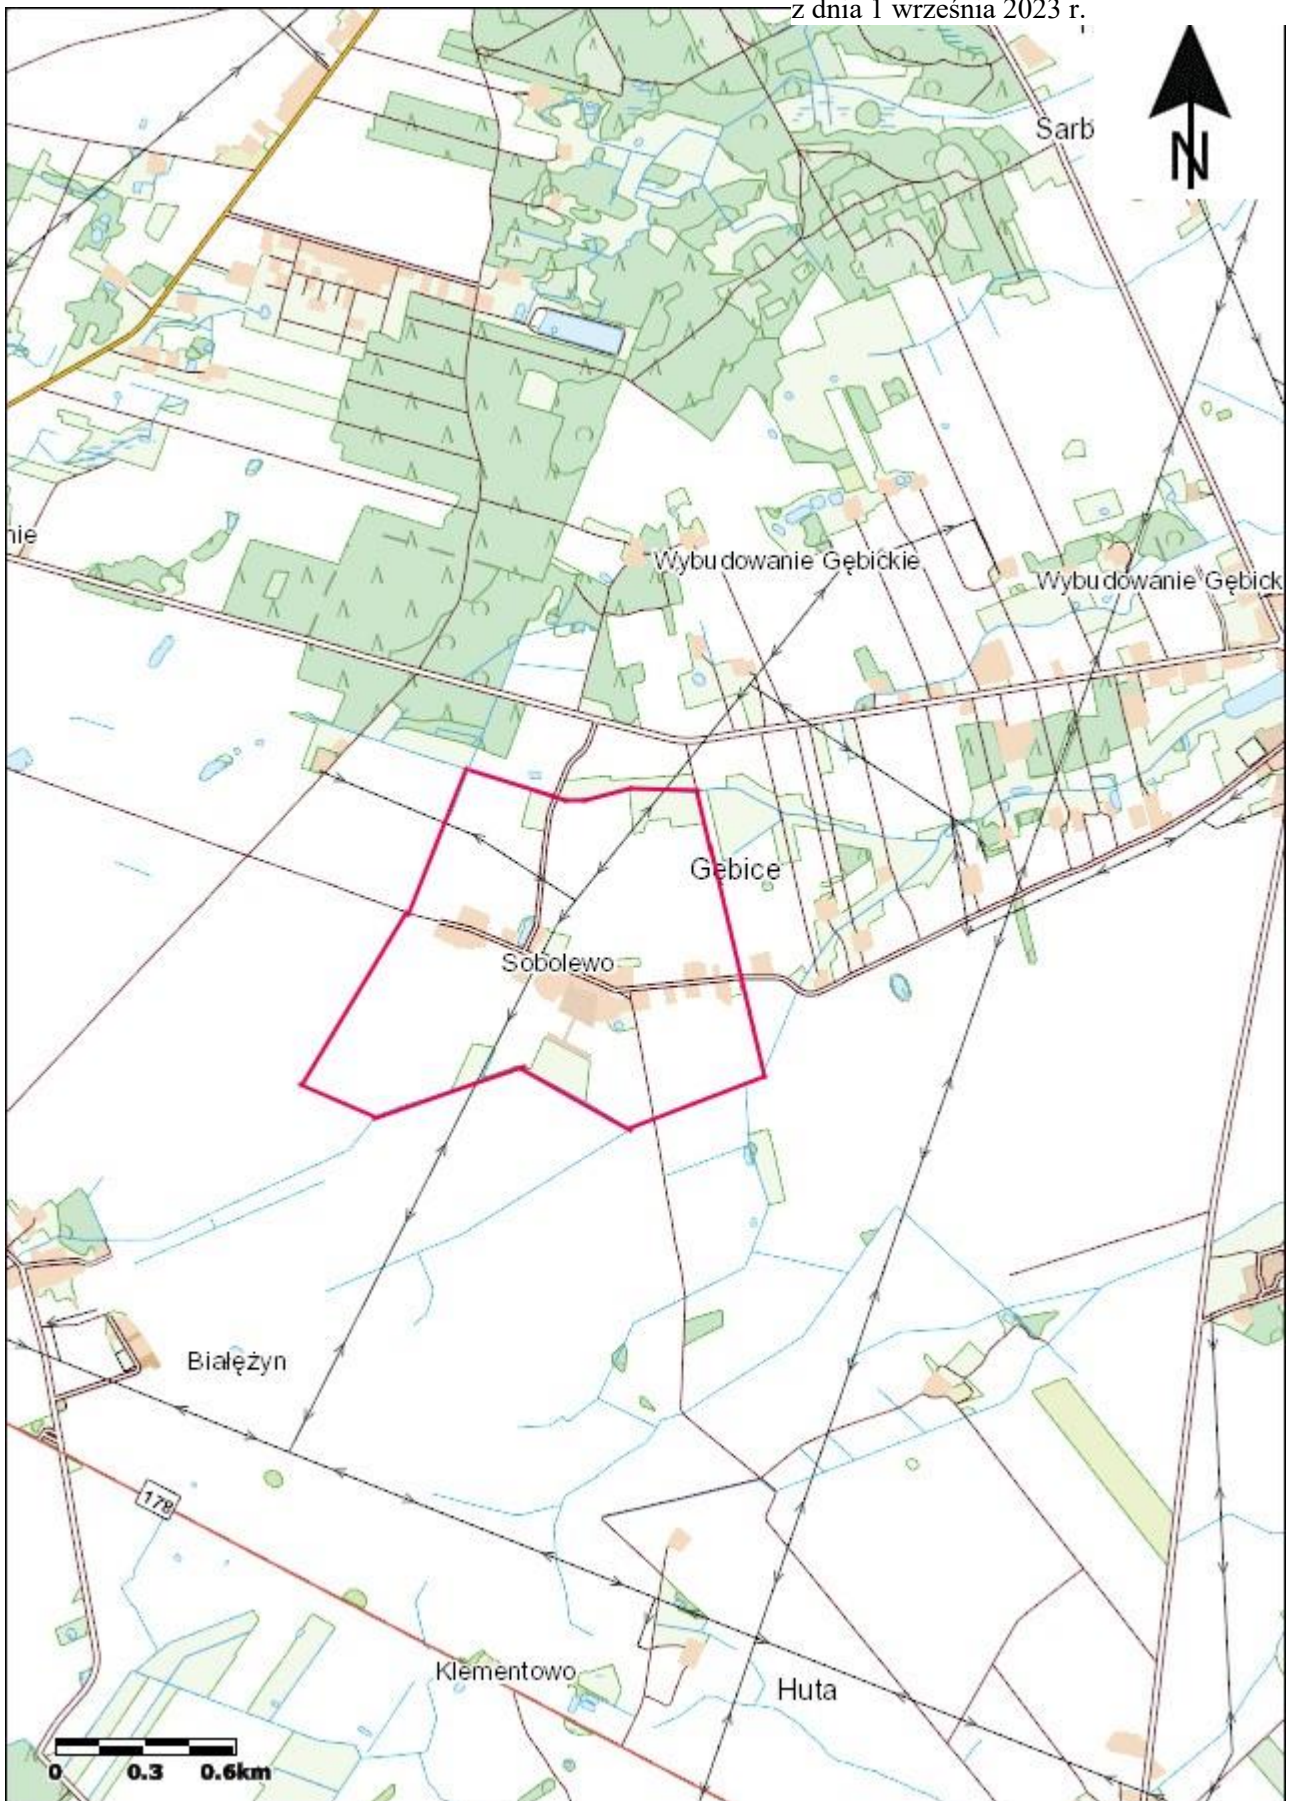 z dnia 1 września 2023 r.
Sarb
N
nie
Wybudowanie Gębickie
Wybudowanie Gębick
Gębice
Sobolewo
Białężyn
178
Klementowo
Huta
0 0.3 0.6km